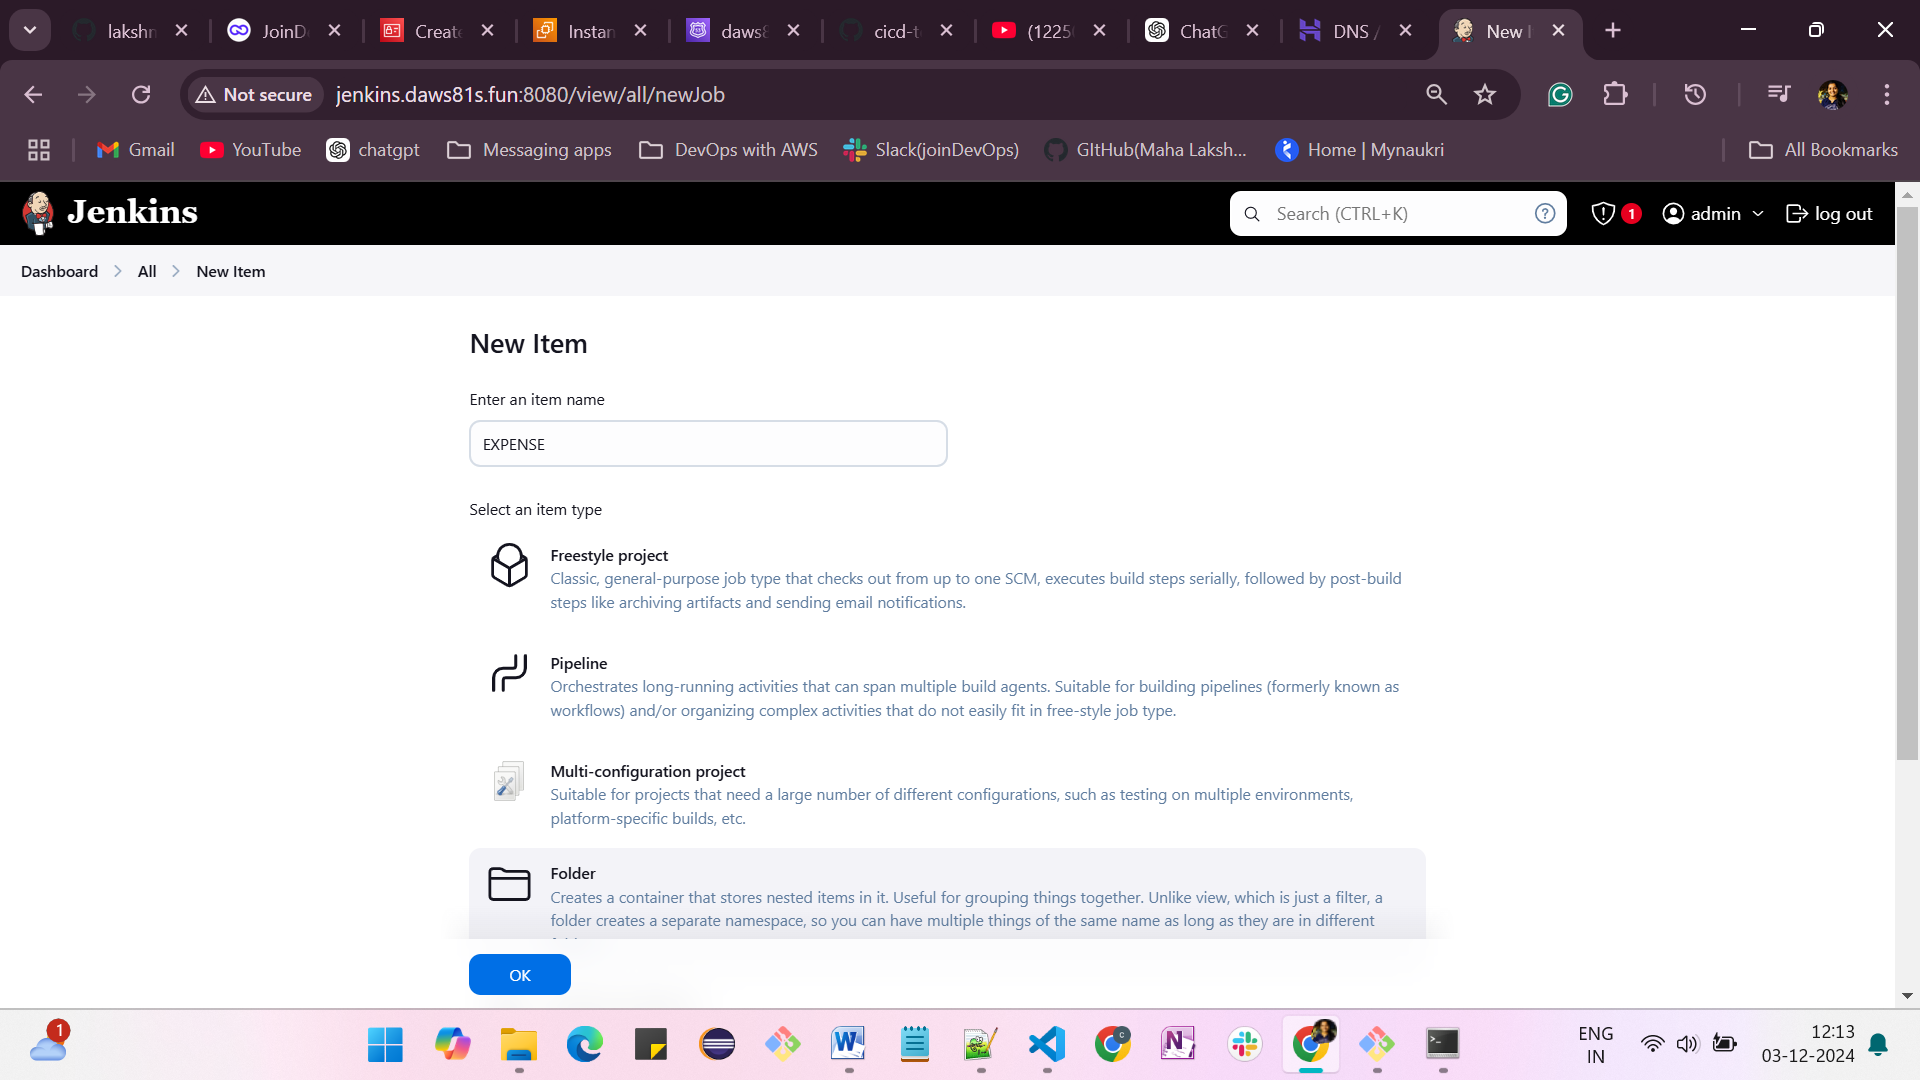 lakshn
JoinD
Create
Instan
daws8
cicd-t
(1225
ChatG
DNS /
New I
Not secure
jenkins.daws81s.fun:8080/view/all/newJob
Gmail
YouTube
chatgpt
Messaging apps
DevOps with AWS
Slack(joinDevOps)
GItHub(Maha Laksh...
Home | Mynaukri
All Bookmarks
Jenkins
Search (CTRL+K)
1
admin
log out
Dashboard
All
New Item
New Item
Enter an item name
EXPENSE
Select an item type
Freestyle project
Classic, general-purpose job type that checks out from up to one SCM, executes build steps serially, followed by post-build
steps like archiving artifacts and sending email notifications.
Pipeline
Orchestrates long-running activities that can span multiple build agents. Suitable for building pipelines (formerly known as
workflows) and/or organizing complex activities that do not easily fit in free-style job type.
Multi-configuration project
Suitable for projects that need a large number of different configurations, such as testing on multiple environments,
platform-specific builds, etc.
Folder
Creates a container that stores nested items in it. Useful for grouping things together. Unlike view, which is just a filter, a
folder creates a separate namespace, so you can have multiple things of the same name as long as they are in different
OK
1
ENG
IN
12:13
03-12-2024